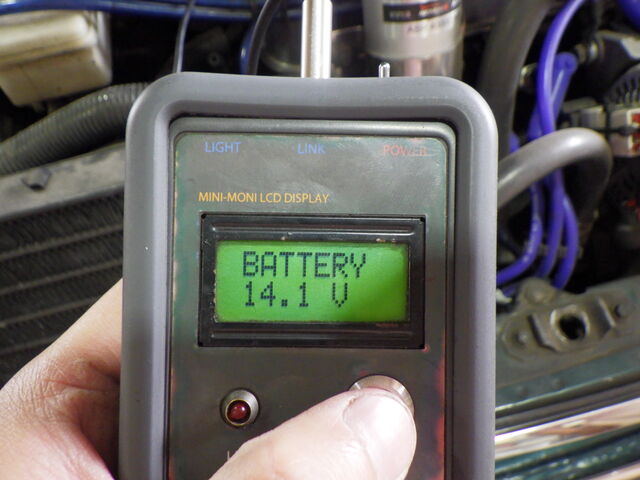 LIGHT LINK POWER
MINI-MONI LCD DISPLAY
BATTERY
14.1 V